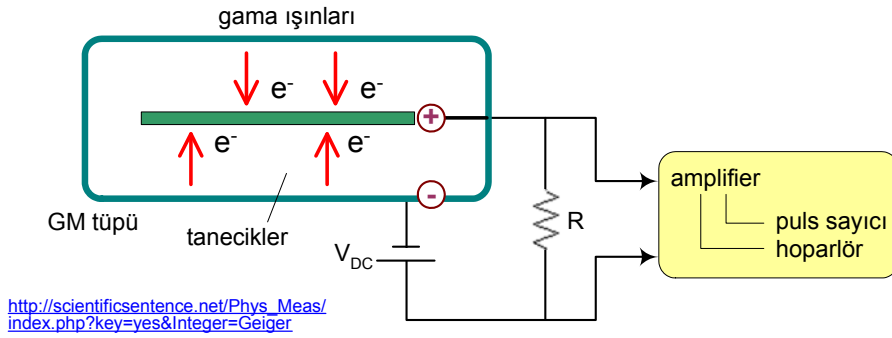 gama ışınları
e-
e-
+
e-
e-
-
GM tüpü
tanecikler
VDC
R
amplifier
puls sayıcı
hoparlör
http://scientificsentence.net/Phys_Meas/
index.php?key=yes&Integer=Geiger